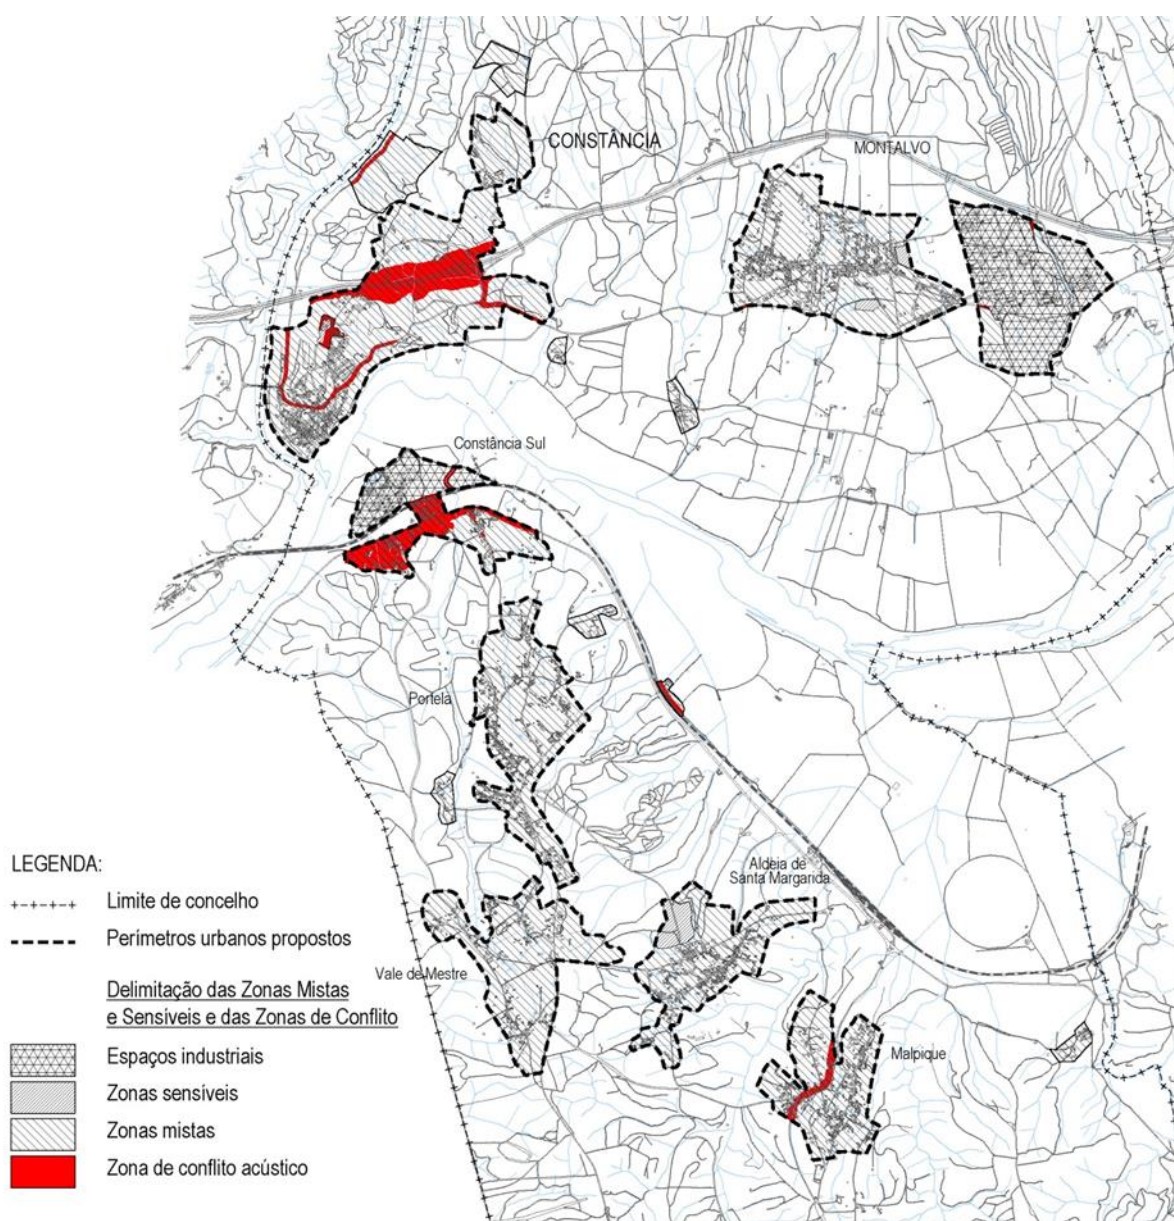 CONSTÂNCIA
MONTALVO
Constância Sul
Portela
Aldeia de
Santa Margarida
Vale de Mestre
Malpique
LEGENDA:
Limite de concelho
Perímetros urbanos propostos
Delimitação das Zonas Mistas
e Sensíveis e das Zonas de Conflito
Espaços industriais
Zonas sensíveis
Zonas mistas
Zona de conflito acústico